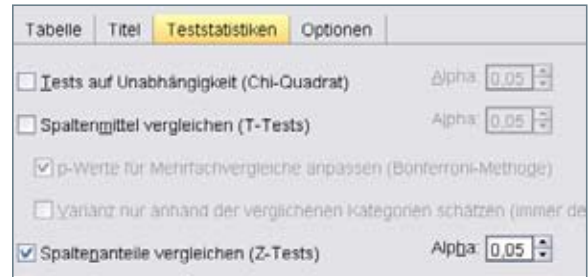 Tabelle Titel Teststatistiken Optionen
Tests auf Unabhängigkeit (Chi-Quadrat) Alpha: 0,05
Spaltenmittel vergleichen (T-Tests) Alpha: 0,05
p-Werte für Mehrfachvergleiche anpassen (Bonferroni-Methode)
Varianz nur anhand der verglichenen Kategorien schätzen (immer de
Spaltenanteile vergleichen (Z-Tests) Alpha: 0,05